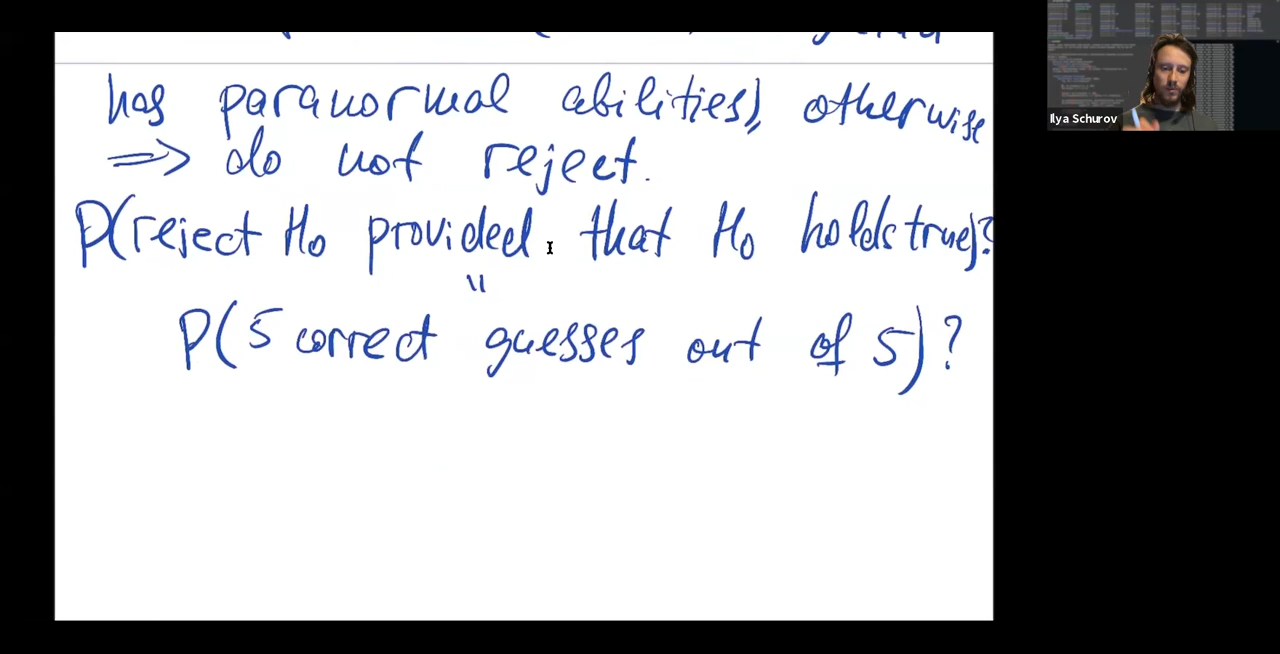 has paranormal abilities), otherwise
=> do not reject.
P(reject H₀ provided that H₀ holds true)?
"
P(5 correct guesses out of 5)?
Ilya Schurov